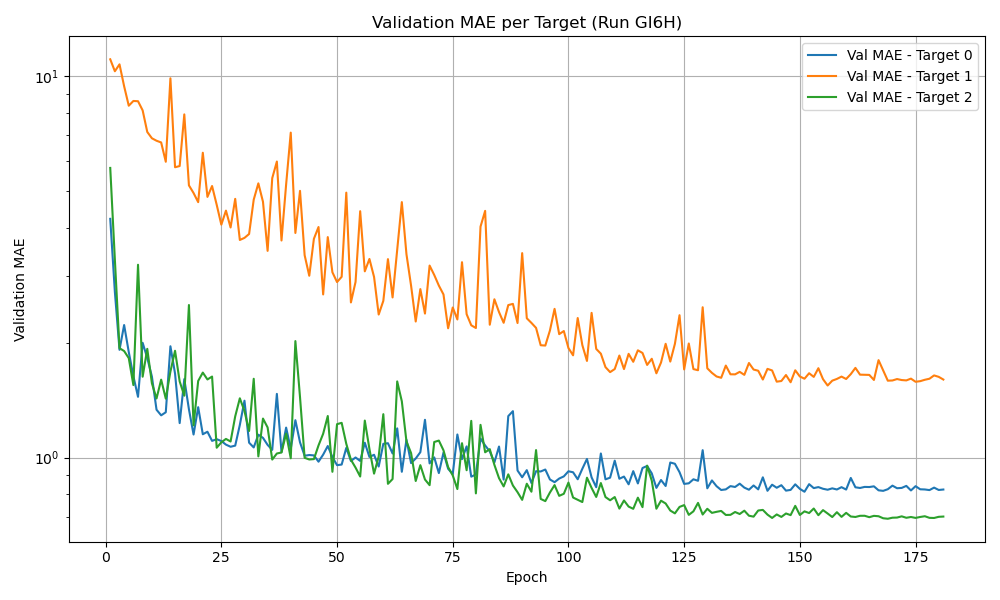 Validation MAE per Target (Run GI6H)
Val MAE - Target 0
Val MAE - Target 1
Val MAE - Target 2
10¹
10⁰
Validation MAE
0 25 50 75 100 125 150 175
Epoch